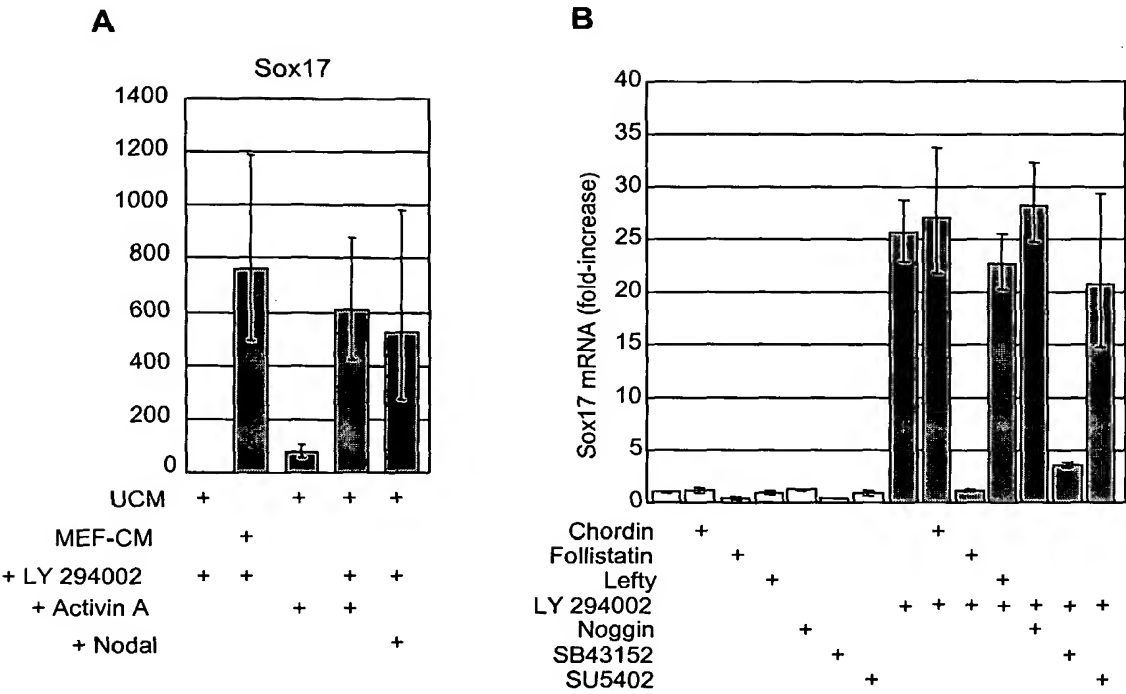 A
Sox17
1400
1200
1000
800
600
400
200
0
UCM + + + +
MEF-CM +
+ LY 294002 + + + +
+ Activin A + +
+ Nodal +
B
Sox17 mRNA (fold-increase)
40
35
30
25
20
15
10
5
0
Chordin + +
Follistatin + +
Lefty + +
LY 294002 + + + + + + +
Noggin + +
SB43152 + +
SU5402 + +